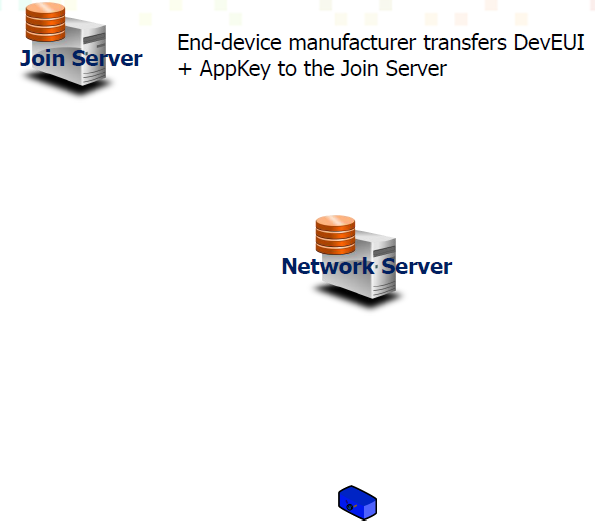 Join Server
End-device manufacturer transfers DevEUI
+ AppKey to the Join Server
Network Server